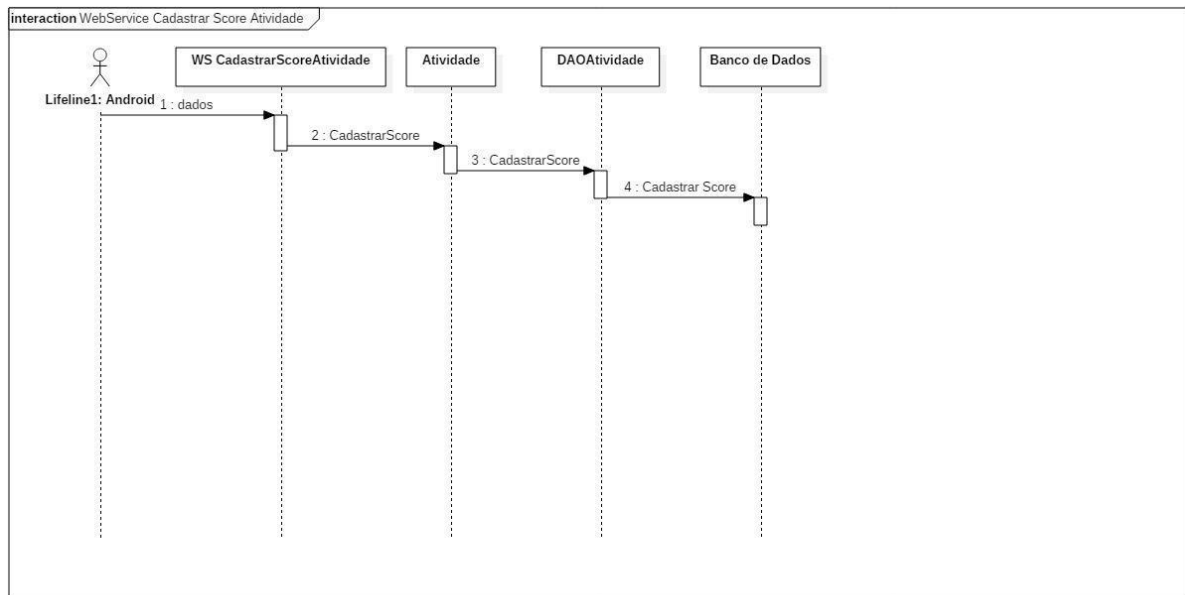 interaction WebService Cadastrar Score Atividade
WS CadastrarScoreAtividade
Atividade
DAOAtividade
Banco de Dados
Lifeline1: Android
1 : dados
2 : CadastrarScore
3 : CadastrarScore
4 : Cadastrar Score